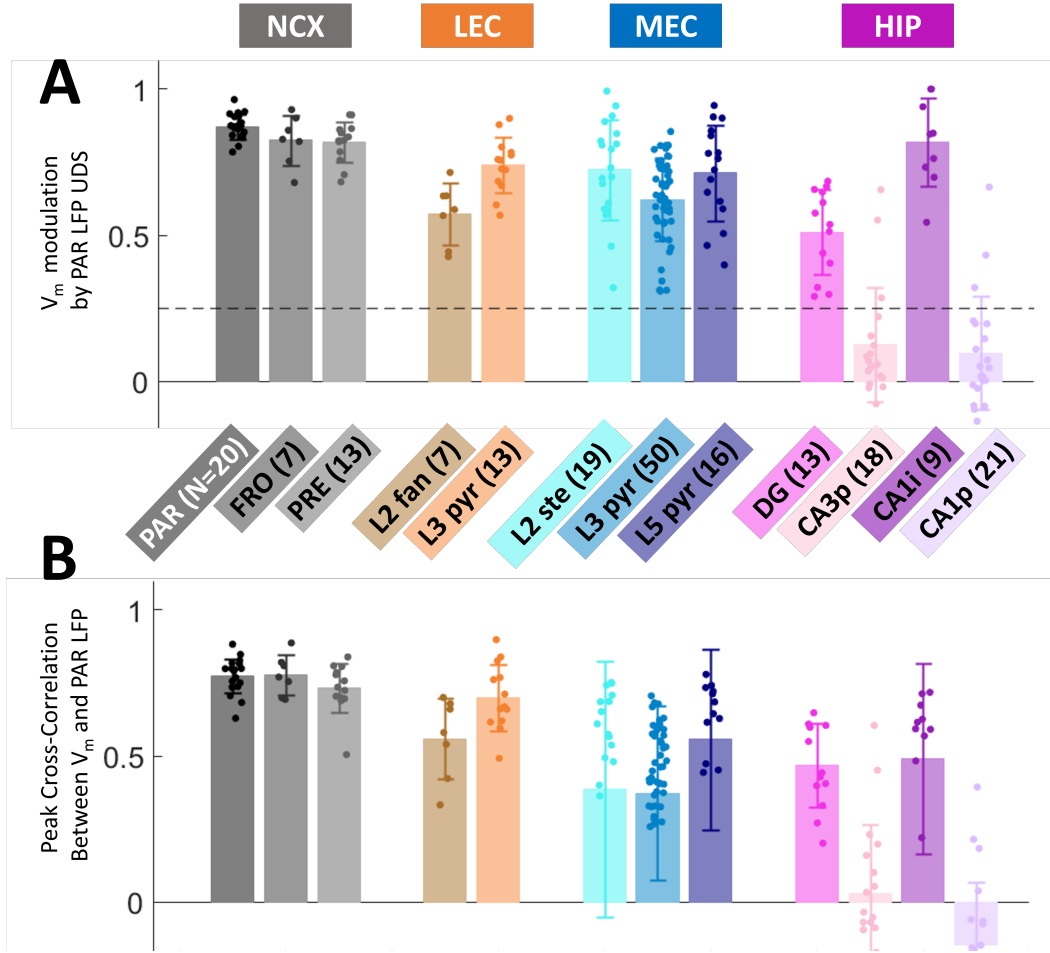 NCX LEC MEC HIP
A
1
0.5
0
V_m modulation
by PAR LFP UDS
PAR (N=20) FRO (7) PRE (13) L2 fan (7) L3 pyr (13) L2 ste (19) L3 pyr (50) L5 pyr (16) DG (13) CA3p (18) CA1i (9) CA1p (21)
B
1
0.5
0
Peak Cross-Correlation
Between V_m and PAR LFP